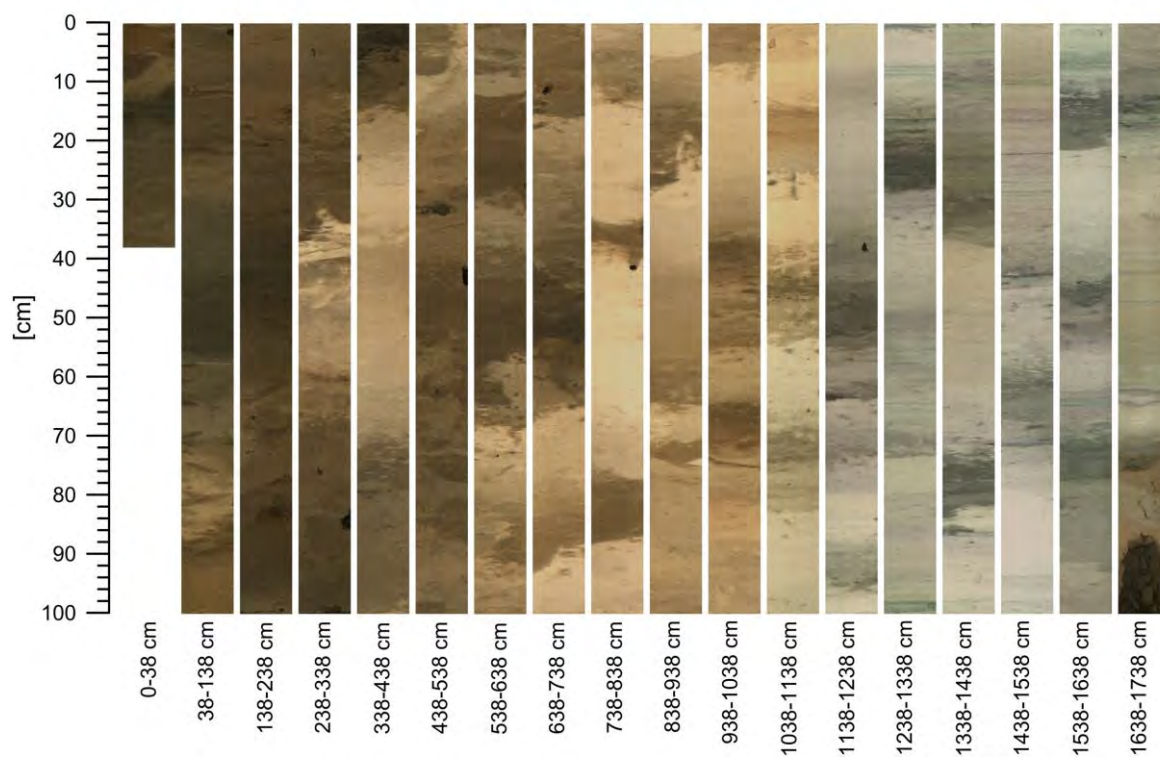 0
10
20
30
40
50
60
70
80
90
100
[cm]
0-38 cm
38-138 cm
138-238 cm
238-338 cm
338-438 cm
438-538 cm
538-638 cm
638-738 cm
738-838 cm
838-938 cm
938-1038 cm
1038-1138 cm
1138-1238 cm
1238-1338 cm
1338-1438 cm
1438-1538 cm
1538-1638 cm
1638-1738 cm